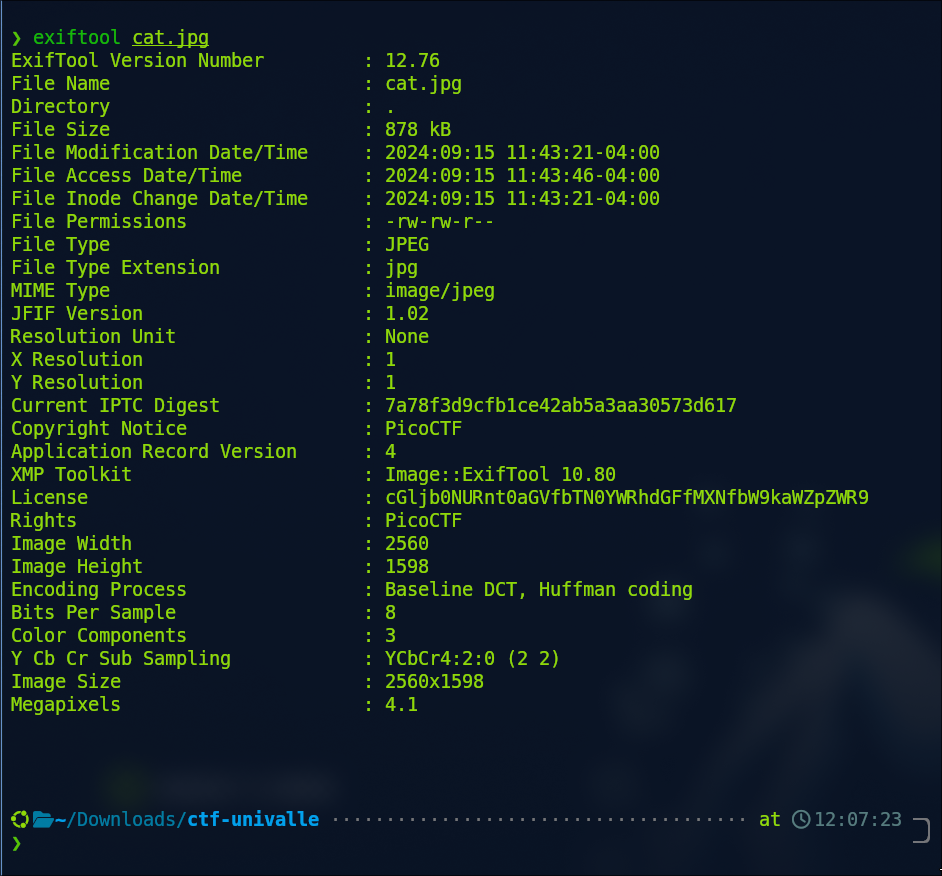 ❯ exiftool cat.jpg
ExifTool Version Number : 12.76
File Name : cat.jpg
Directory : .
File Size : 878 kB
File Modification Date/Time : 2024:09:15 11:43:21-04:00
File Access Date/Time : 2024:09:15 11:43:46-04:00
File Inode Change Date/Time : 2024:09:15 11:43:21-04:00
File Permissions : -rw-rw-r--
File Type : JPEG
File Type Extension : jpg
MIME Type : image/jpeg
JFIF Version : 1.02
Resolution Unit : None
X Resolution : 1
Y Resolution : 1
Current IPTC Digest : 7a78f3d9cfb1ce42ab5a3aa30573d617
Copyright Notice : PicoCTF
Application Record Version : 4
XMP Toolkit : Image::ExifTool 10.80
License : cGljb0NURnt0aGVfbTN0YWRhdGFfMXNfbW9kaWZpZWR9
Rights : PicoCTF
Image Width : 2560
Image Height : 1598
Encoding Process : Baseline DCT, Huffman coding
Bits Per Sample : 8
Color Components : 3
Y Cb Cr Sub Sampling : YCbCr4:2:0 (2 2)
Image Size : 2560x1598
Megapixels : 4.1
~/Downloads/ctf-univalle ······································ at 12:07:23
❯